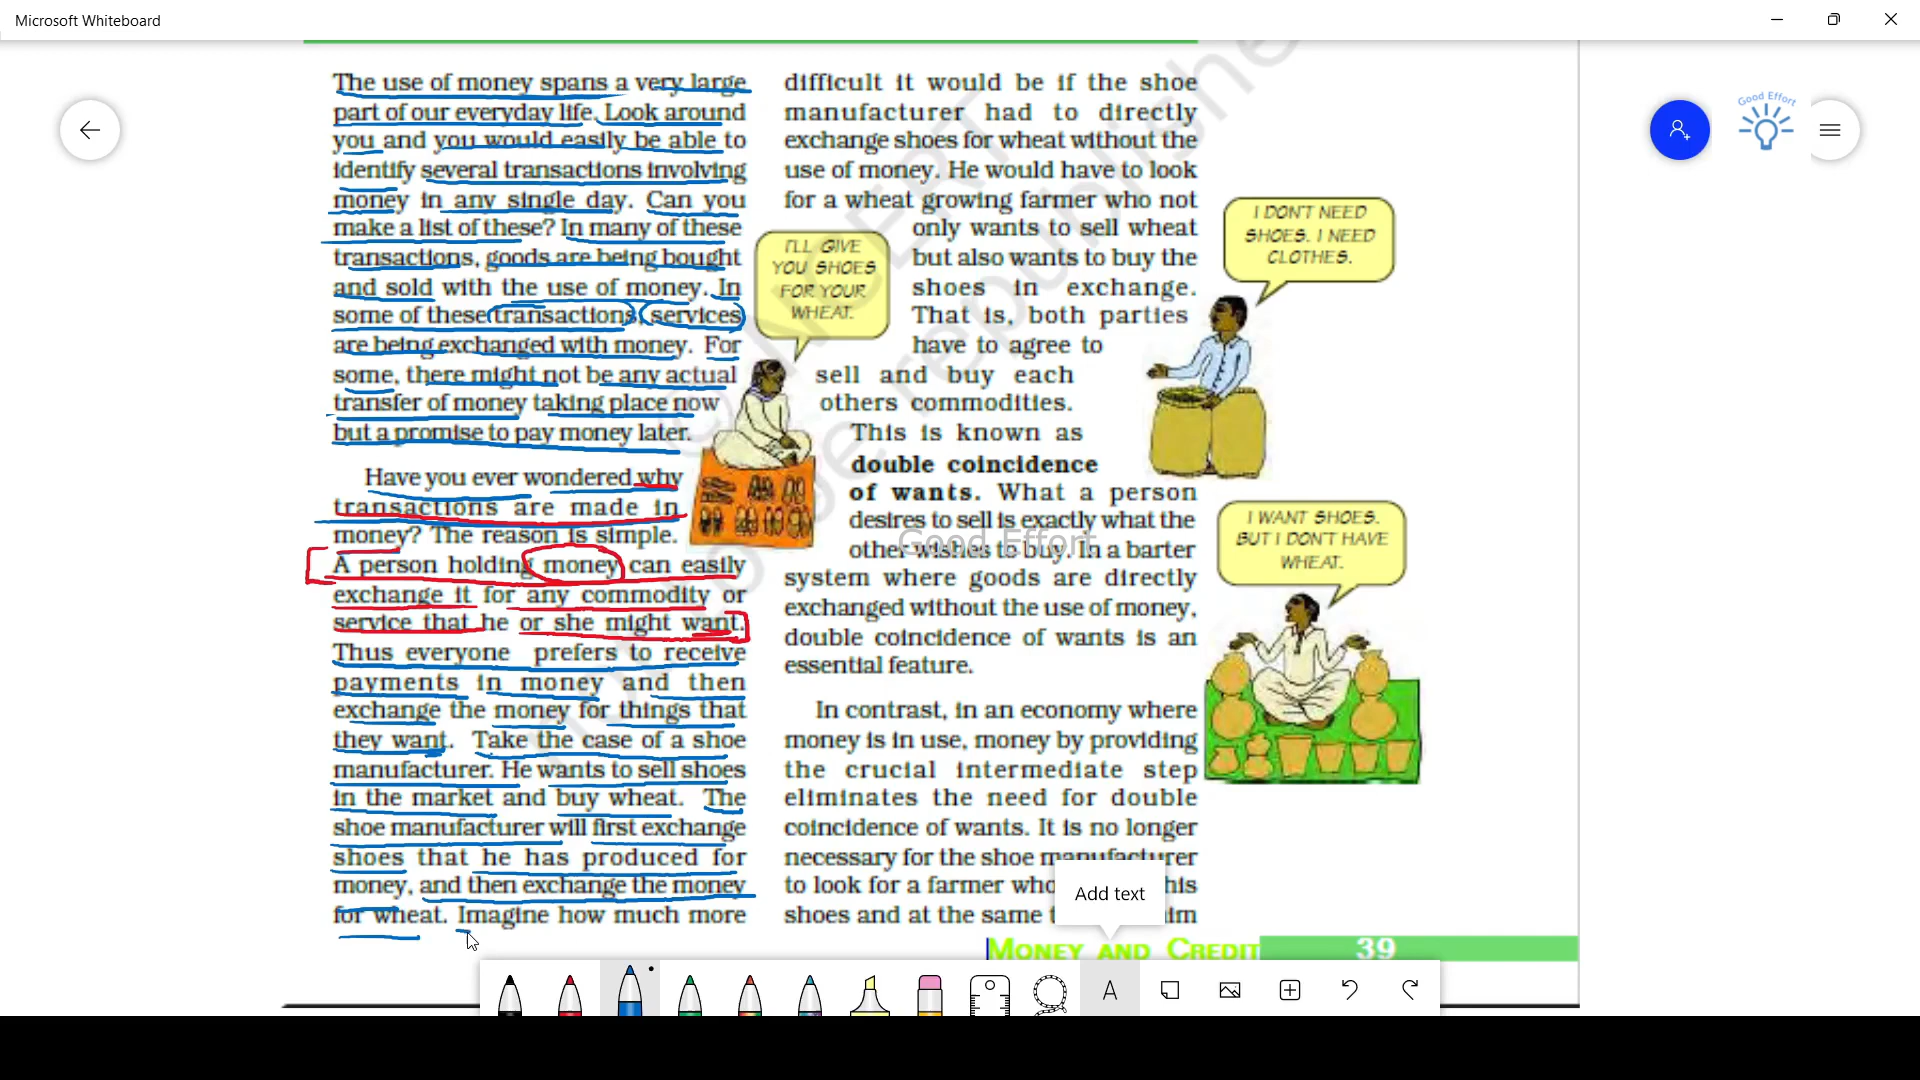 Microsoft Whiteboard
The use of money spans a very large
part of our everyday life. Look around
you and you would easily be able to
identify several transactions involving
money in any single day. Can you
make a list of these? In many of these
transactions, goods are being bought
and sold with the use of money. In
some of these transactions, services
are being exchanged with money. For
some, there might not be any actual
transfer of money taking place now
but a promise to pay money later.
Have you ever wondered why
transactions are made in
money? The reason is simple.
A person holding money can easily
exchange it for any commodity or
service that he or she might want.
Thus everyone prefers to receive
payments in money and then
exchange the money for things that
they want. Take the case of a shoe
manufacturer. He wants to sell shoes
in the market and buy wheat. The
shoe manufacturer will first exchange
shoes that he has produced for
money, and then exchange the money
for wheat. Imagine how much more
difficult it would be if the shoe
manufacturer had to directly
exchange shoes for wheat without the
use of money. He would have to look
for a wheat growing farmer who not
only wants to sell wheat
but also wants to buy the
shoes in exchange.
That is, both parties
have to agree to
sell and buy each
others commodities.
This is known as
double coincidence
of wants. What a person
desires to sell is exactly what the
other wishes to buy. In a barter
system where goods are directly
exchanged without the use of money,
double coincidence of wants is an
essential feature.
In contrast, in an economy where
money is in use, money by providing
the crucial intermediate step
eliminates the need for double
coincidence of wants. It is no longer
necessary for the shoe manufacturer
to look for a farmer who his
shoes and at the same
I'LL GIVE
YOU SHOES
FOR YOUR
WHEAT.
I DON'T NEED
SHOES. I NEED
CLOTHES.
I WANT SHOES.
BUT I DON'T HAVE
WHEAT.
Good Effort
Good Effort
Add text
MONEY AND CREDIT
39
A